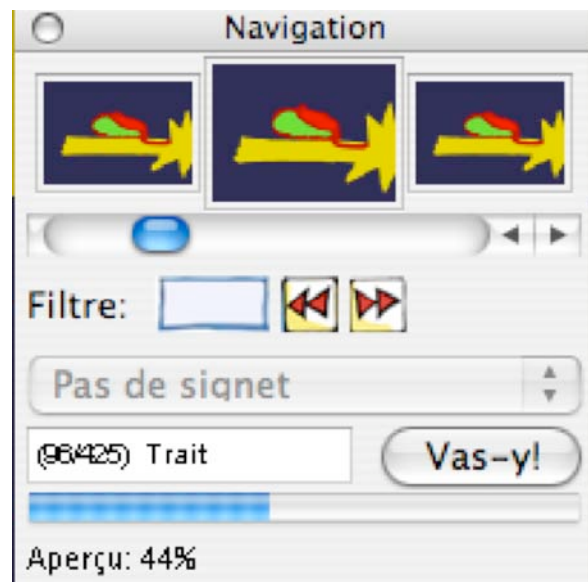 Navigation
Filtre:
Pas de signet
(96/425) Trait
Vas-y!
Aperçu: 44%